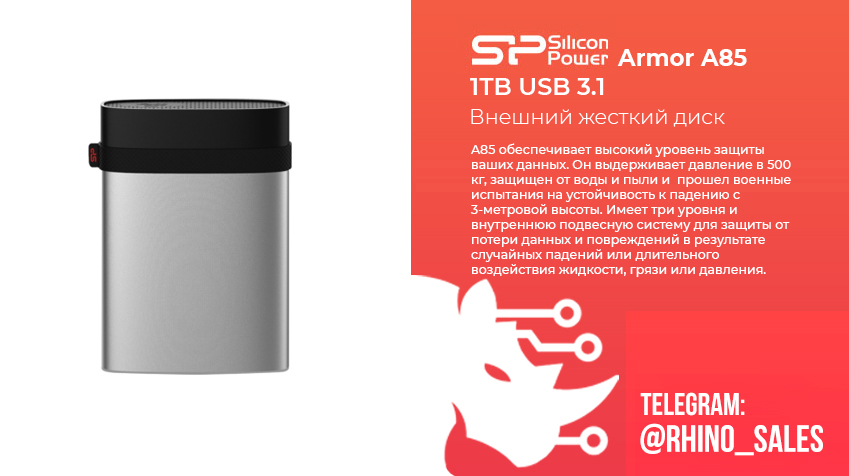 SP
SP Silicon Power Armor A85
1TB USB 3.1
Внешний жесткий диск
A85 обеспечивает высокий уровень защиты
ваших данных. Он выдерживает давление в 500
кг, защищен от воды и пыли и прошел военные
испытания на устойчивость к падению с
3-метровой высоты. Имеет три уровня и
внутреннюю подвесную систему для защиты от
потери данных и повреждений в результате
случайных падений или длительного
воздействия жидкости, грязи или давления.
TELEGRAM:
@RHINO_SALES